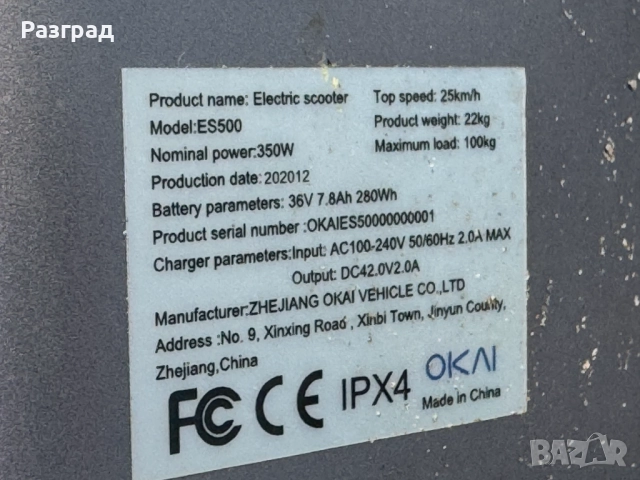 Разград
Product name: Electric scooter
Model:ES500
Nominal power:350W
Production date: 202012
Top speed: 25km/h
Product weight: 22kg
Maximum load: 100kg
Battery parameters: 36V 7.8Ah 280Wh
Product serial number :OKAIES50000000001
Charger parameters:Input: AC100-240V 50/60Hz 2.0A MAX
Output: DC42.0V2.0A
Manufacturer:ZHEJIANG OKAI VEHICLE CO.,LTD
Address :No. 9, Xinxing Road , Xinbi Town, Jinyun County,
Zhejiang,China
FC CE IPX4 OKAI
Made in China
BAZAR